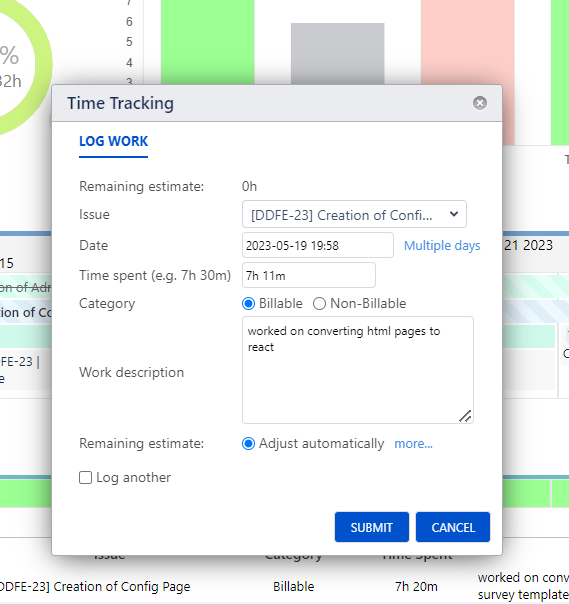 7
6
5
4
3
%
32h
Time Tracking
LOG WORK
Remaining estimate: 0h
Issue [DDFE-23] Creation of Confi...
Date 2023-05-19 19:58 Multiple days
21 2023
15
Time spent (e.g. 7h 30m) 7h 11m
on of Adr
Category Billable Non-Billable
tion of Co
worked on converting html pages to
react
FE-23 |
Work description
Remaining estimate: Adjust automatically more...
Log another
SUBMIT CANCEL
Issue Category Time Spent
DDFE-23] Creation of Config Page Billable 7h 20m
worked on conv
survey template